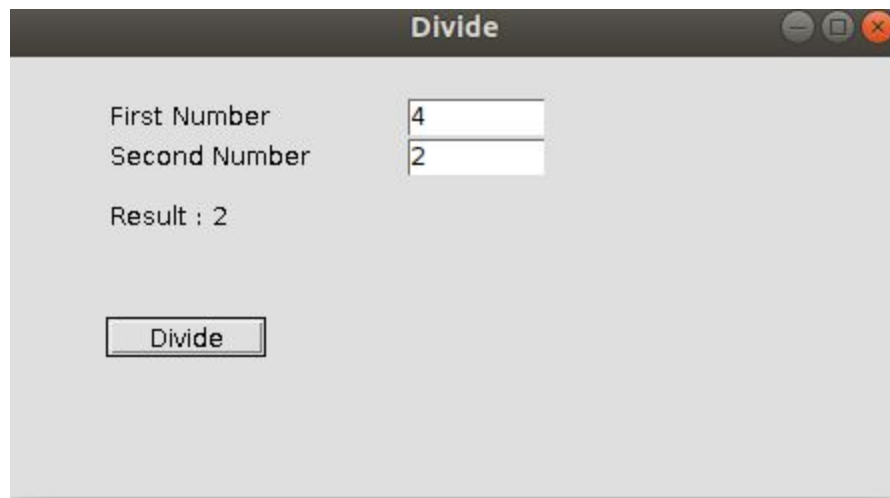 Divide
First Number 4
Second Number 2
Result : 2
Divide